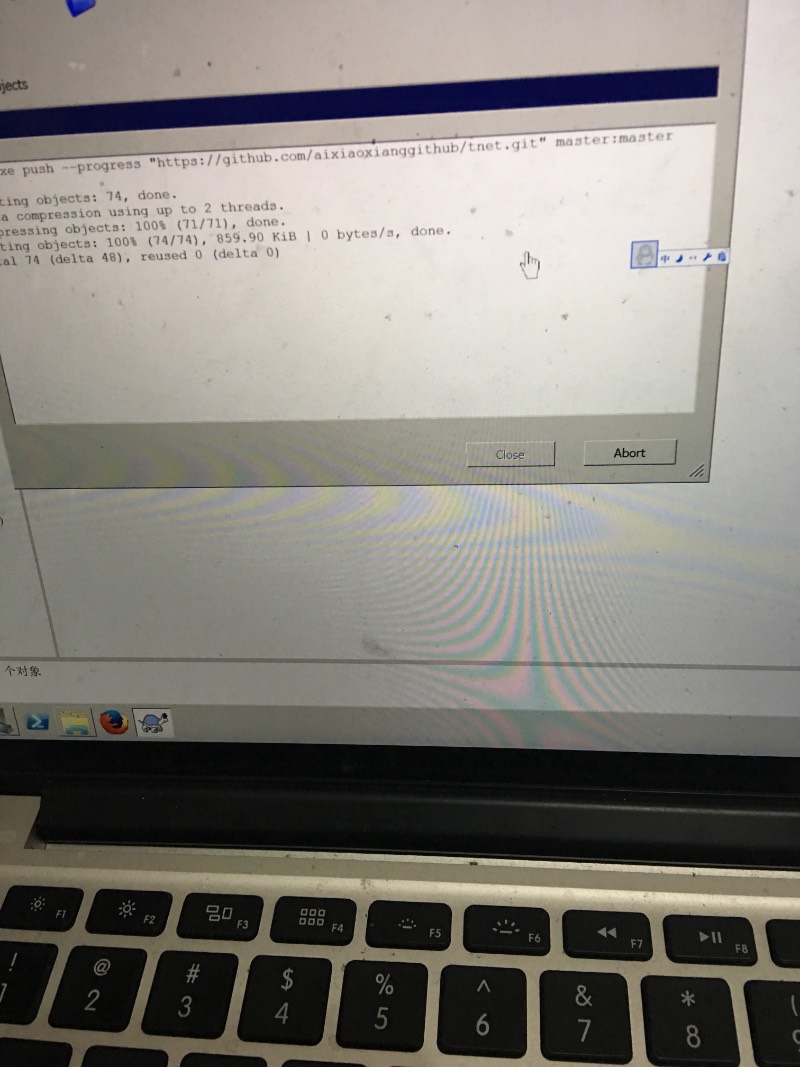 jects
xe push --progress "https://github.com/aixiaoxianggithub/tnet.git" master:master
ting objects: 74, done.
a compression using up to 2 threads.
pressing objects: 100% (71/71), done.
ting objects: 100% (74/74), 859.90 KiB | 0 bytes/s, done.
al 74 (delta 48), reused 0 (delta 0)
中
Close
Abort
个对象
F1
F2
F3
F4
F5
F6
F7
F8
! @ # $ % ^ & * (
1 2 3 4 5 6 7 8